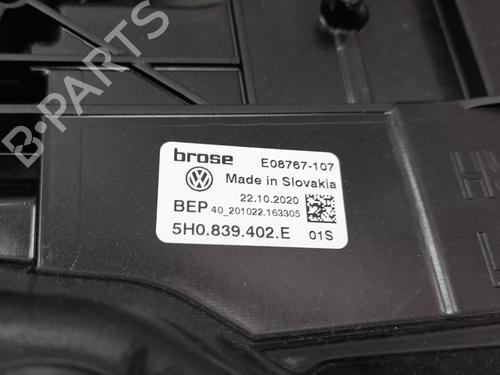 B-PARTS
brose E08767-107
Made in Slovakia
22.10.2020
BEP 40_201022.163305
5H0.839.402.E 01S
H
L